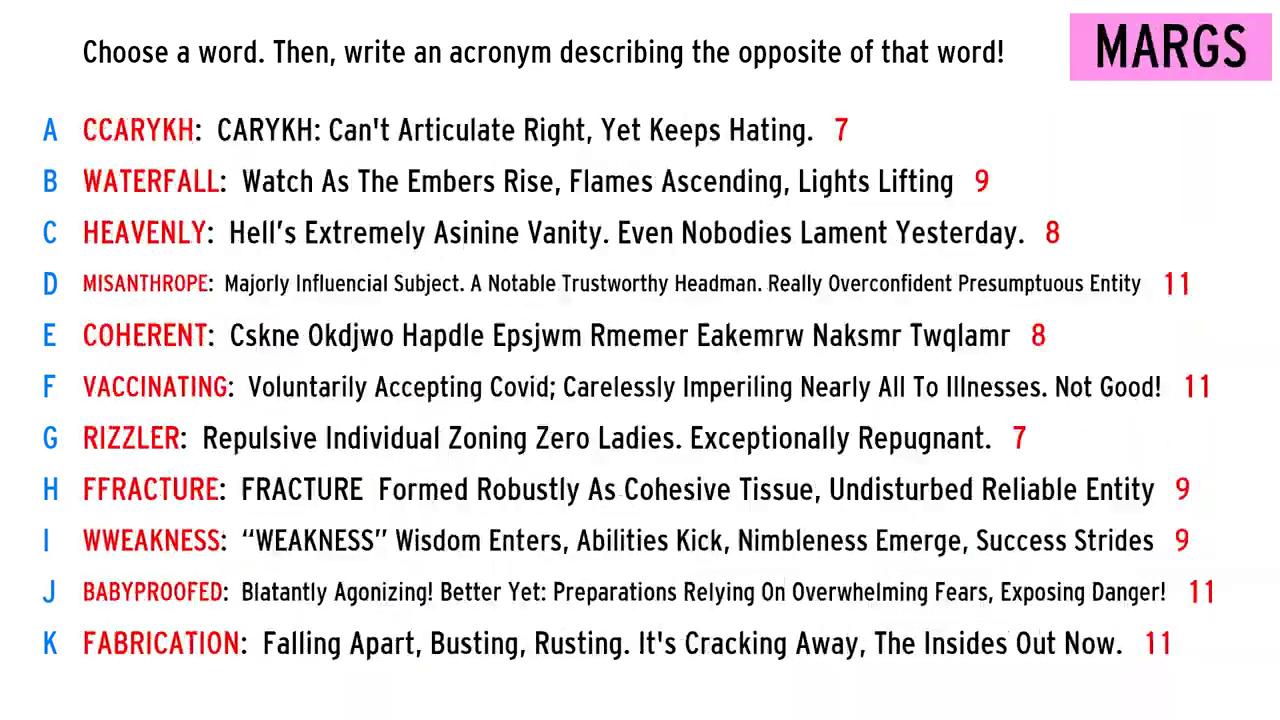 Choose a word. Then, write an acronym describing the opposite of that word!
MARGS
A CCARYKH: CARYKH: Can't Articulate Right, Yet Keeps Hating. 7
B WATERFALL: Watch As The Embers Rise, Flames Ascending, Lights Lifting 9
C HEAVENLY: Hell’s Extremely Asinine Vanity. Even Nobodies Lament Yesterday. 8
D MISANTHROPE: Majorly Influencial Subject. A Notable Trustworthy Headman. Really Overconfident Presumptuous Entity 11
E COHERENT: Cskne Okdjwo Hapdle Epsjwm Rmemer Eakemrw Naksmr Twqlamr 8
F VACCINATING: Voluntarily Accepting Covid; Carelessly Imperiling Nearly All To Illnesses. Not Good! 11
G RIZZLER: Repulsive Individual Zoning Zero Ladies. Exceptionally Repugnant. 7
H FFRACTURE: FRACTURE Formed Robustly As Cohesive Tissue, Undisturbed Reliable Entity 9
I WWEAKNESS: “WEAKNESS” Wisdom Enters, Abilities Kick, Nimbleness Emerge, Success Strides 9
J BABYPROOFED: Blatantly Agonizing! Better Yet: Preparations Relying On Overwhelming Fears, Exposing Danger! 11
K FABRICATION: Falling Apart, Busting, Rusting. It's Cracking Away, The Insides Out Now. 11